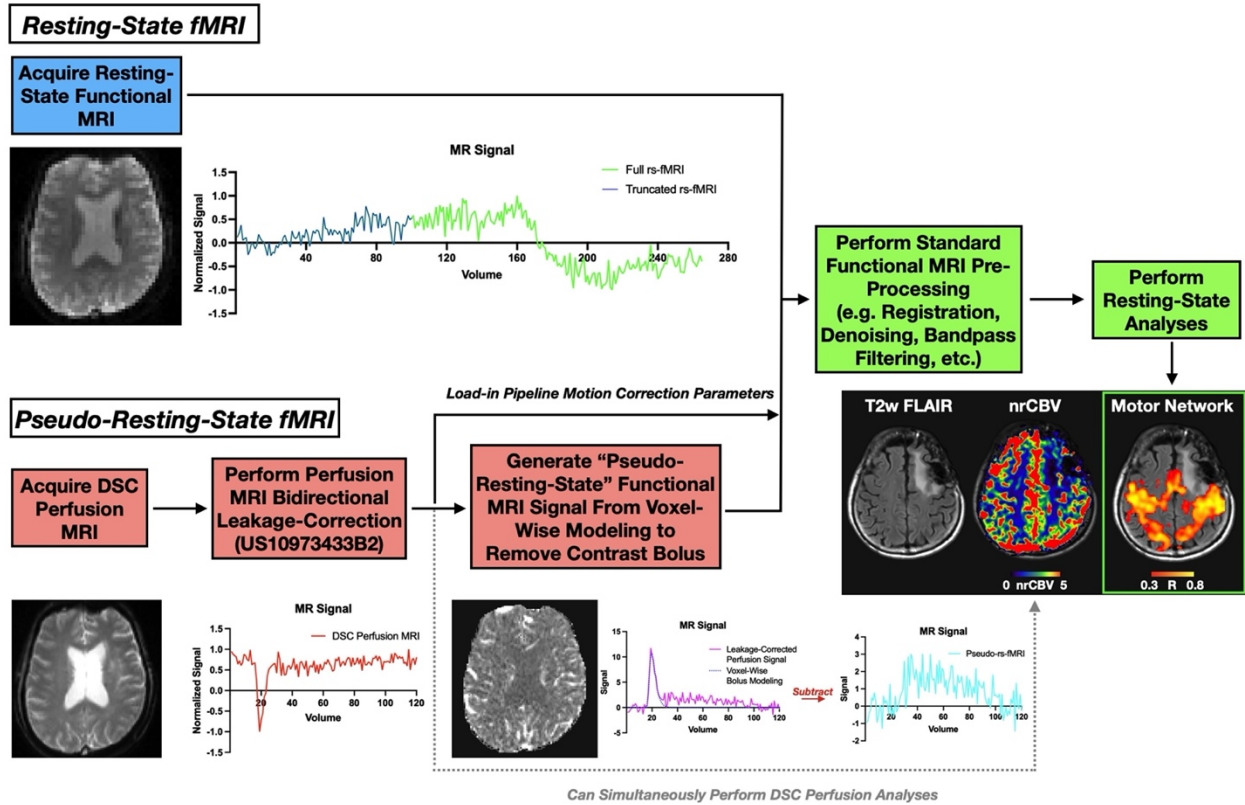 Resting-State fMRI
Acquire Resting-
State Functional
MRI
MR Signal
Full rs-fMRI
Truncated rs-fMRI
Normalized Signal
1.5
1.0
0.5
0.0
-0.5
-1.0
-1.5
40
80
120
160
200
240
280
Volume
Perform Standard
Functional MRI Pre-
Processing
(e.g. Registration,
Denoising, Bandpass
Filtering, etc.)
Perform
Resting-State
Analyses
Load-in Pipeline Motion Correction Parameters
Pseudo-Resting-State fMRI
Acquire DSC
Perfusion
MRI
Perform Perfusion
MRI Bidirectional
Leakage-Correction
(US10973433B2)
Generate “Pseudo-
Resting-State” Functional
MRI Signal From Voxel-
Wise Modeling to
Remove Contrast Bolus
T2w FLAIR
nrCBV
Motor Network
0 nrCBV 5
0.3 R 0.8
MR Signal
DSC Perfusion MRI
Normalized Signal
1.5
1.0
0.5
0.0
-0.5
-1.0
-1.5
20
40
60
80
100
120
Volume
MR Signal
Leakage-Corrected
Perfusion Signal
Voxel-Wise
Bolus Modeling
Signal
15
10
5
0
-5
20
40
60
80
100
120
Volume
Subtract
MR Signal
Pseudo-rs-fMRI
Signal
4
3
2
1
0
-1
-2
20
40
60
80
100
120
Volume
Can Simultaneously Perform DSC Perfusion Analyses